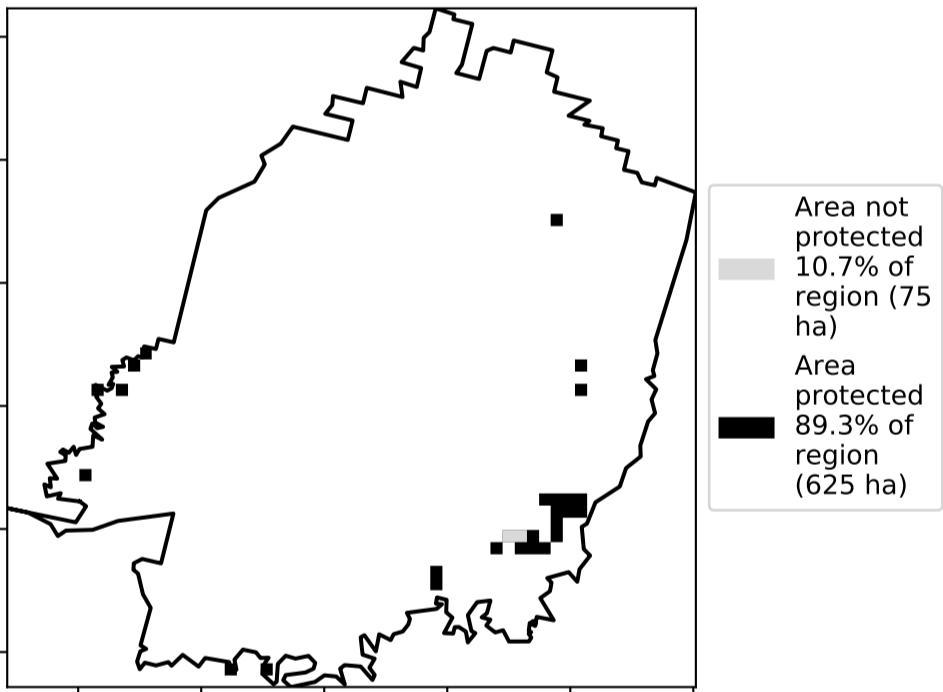 Area not
protected
10.7% of
region (75
ha)
Area
protected
89.3% of
region
(625 ha)